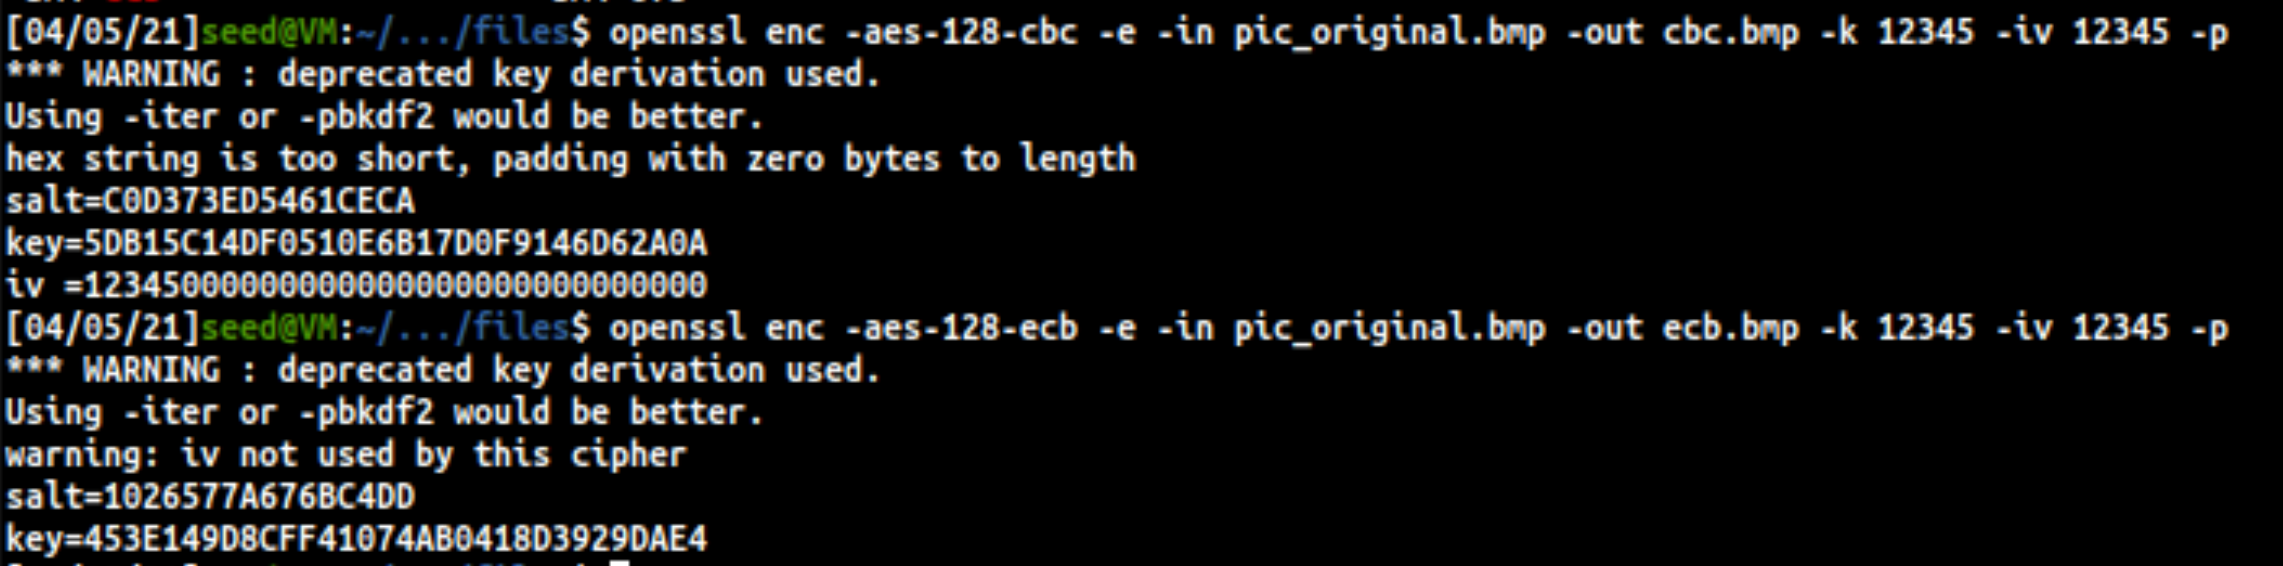 [04/05/21]seed@VM:~/.../files$ openssl enc -aes-128-cbc -e -in pic_original.bmp -out cbc.bmp -k 12345 -iv 12345 -p
*** WARNING : deprecated key derivation used.
Using -iter or -pbkdf2 would be better.
hex string is too short, padding with zero bytes to length
salt=C0D373ED5461CECA
key=5DB15C14DF0510E6B17D0F9146D62A0A
iv =12345000000000000000000000000000
[04/05/21]seed@VM:~/.../files$ openssl enc -aes-128-ecb -e -in pic_original.bmp -out ecb.bmp -k 12345 -iv 12345 -p
*** WARNING : deprecated key derivation used.
Using -iter or -pbkdf2 would be better.
warning: iv not used by this cipher
salt=1026577A676BC4DD
key=453E149D8CFF41074AB0418D3929DAE4